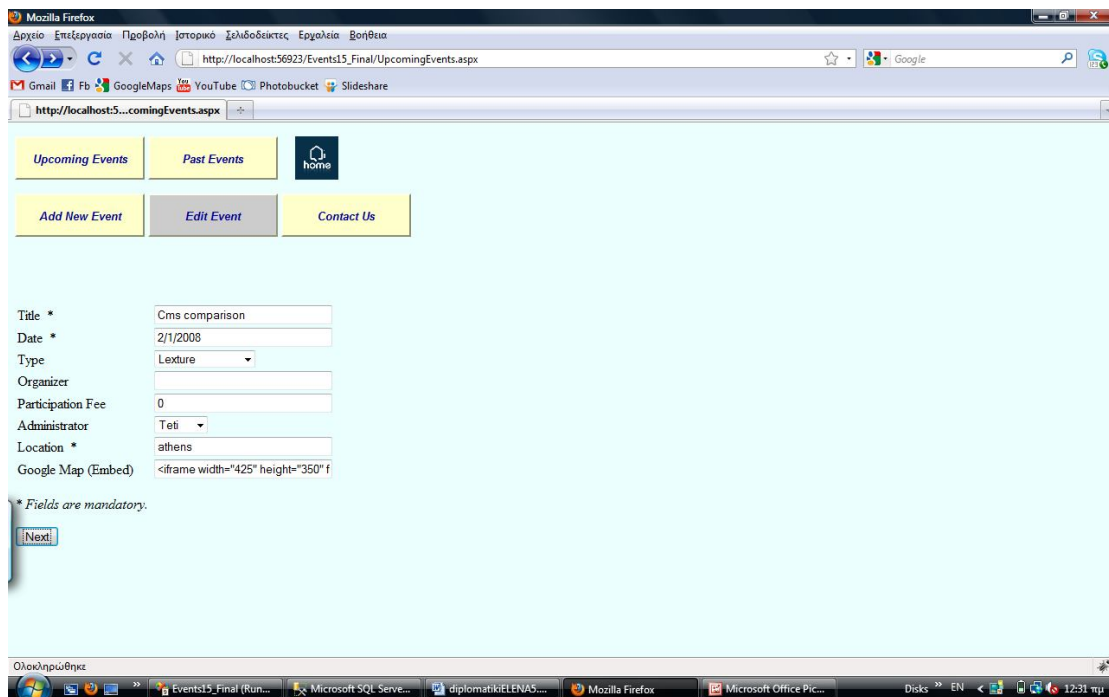 Mozilla Firefox
Αρχείο Επεξεργασία Προβολή Ιστορικό Σελιδοδείκτες Εργαλεία Βοήθεια
http://localhost:56923/Events15_Final/UpcomingEvents.aspx Google
Gmail Fb GoogleMaps YouTube Photobucket Slideshare
http://localhost:5...comingEvents.aspx
Upcoming Events Past Events home
Add New Event Edit Event Contact Us
Title * Cms comparison
Date * 2/1/2008
Type Lexture
Organizer
Participation Fee 0
Administrator Teti
Location * athens
Google Map (Embed) <iframe width="425" height="350" f
* Fields are mandatory.
Next
Ολοκληρώθηκε
Events15_Final (Run... Microsoft SQL Serve... diplomatikiELENA5.... Mozilla Firefox Microsoft Office Pic... Disks » EN < 12:31 πμ